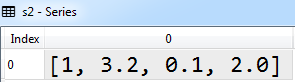 s2 - Series
Index 0
0 [1, 3.2, 0.1, 2.0]